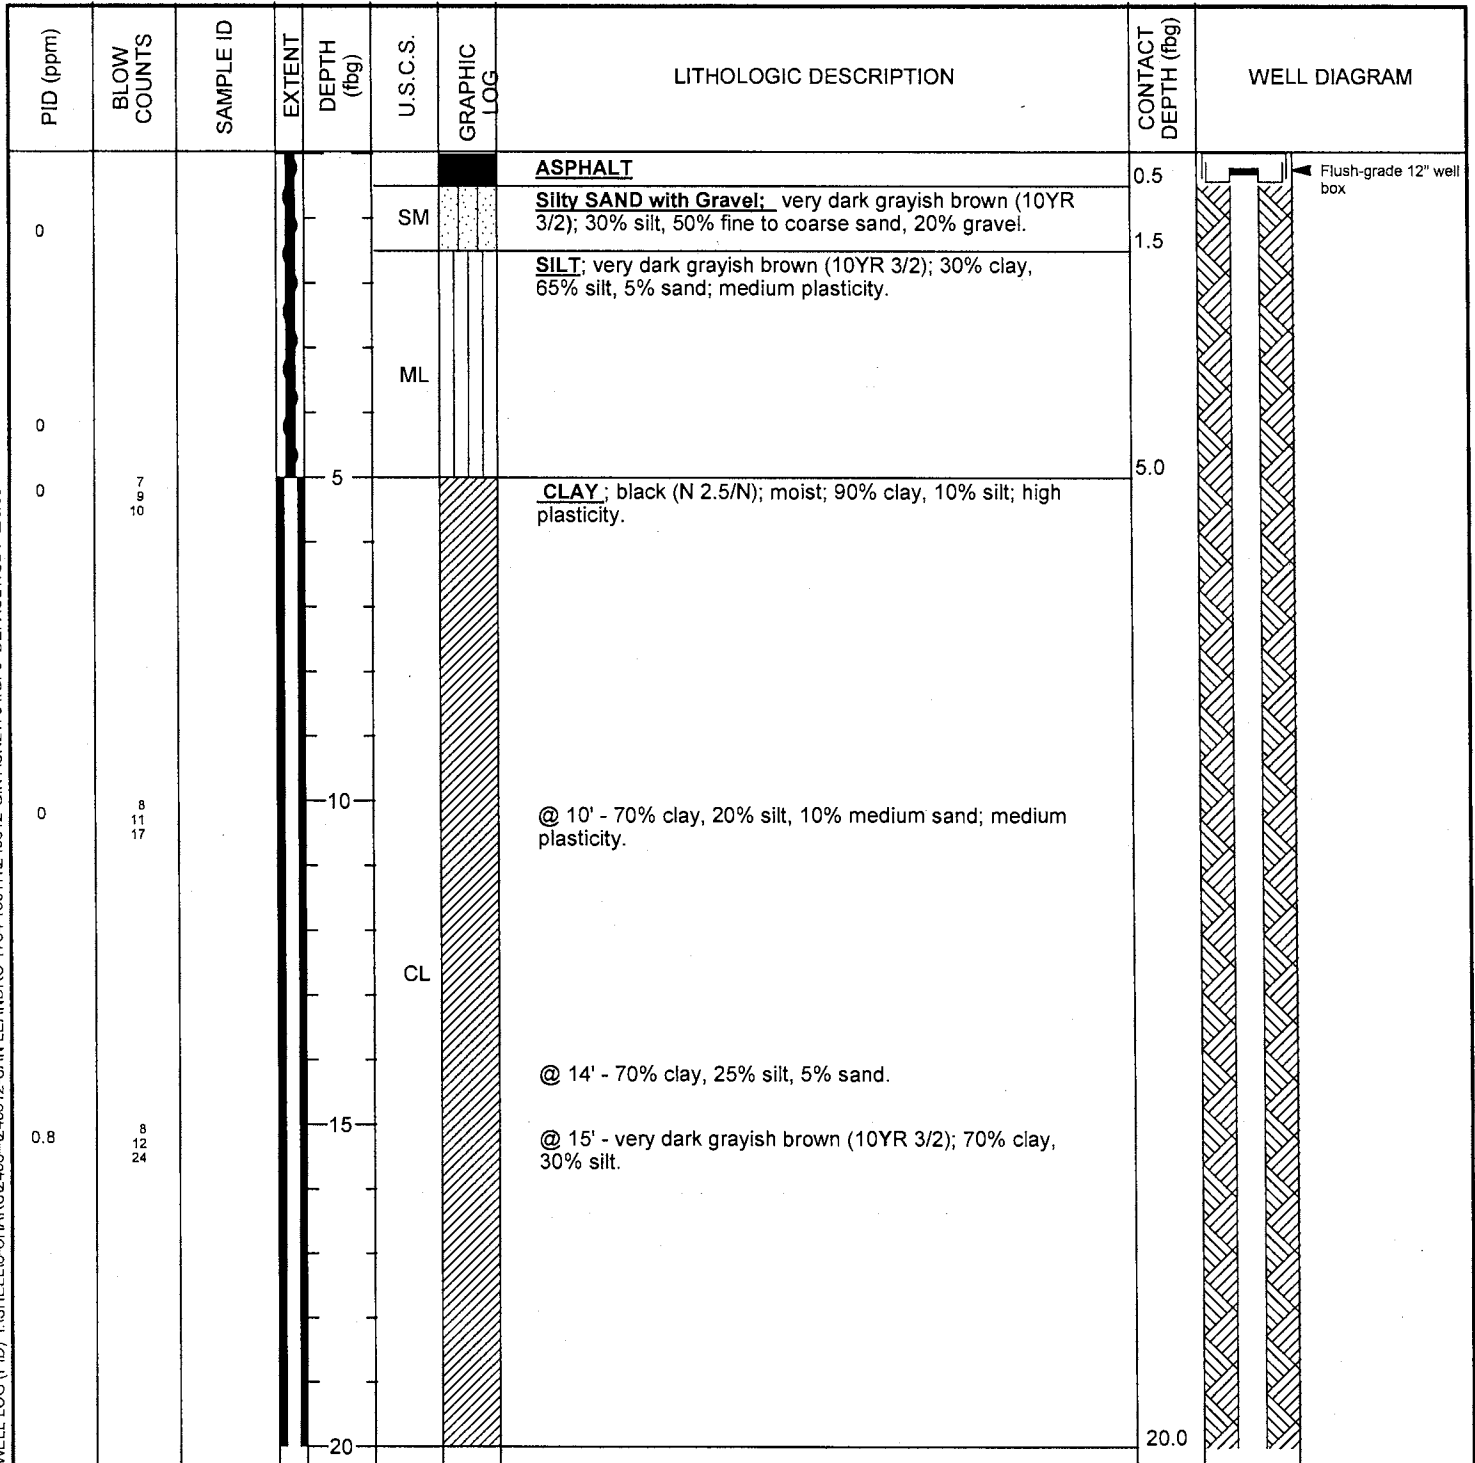 PID (ppm)
BLOW
COUNTS
SAMPLE ID
EXTENT
DEPTH
(fbg)
U.S.C.S.
GRAPHIC
LOG
LITHOLOGIC DESCRIPTION
CONTACT
DEPTH (fbg)
WELL DIAGRAM
ASPHALT
0.5
Flush-grade 12" well
box
0
SM
Silty SAND with Gravel; very dark grayish brown (10YR
3/2); 30% silt, 50% fine to coarse sand, 20% gravel.
1.5
SILT; very dark grayish brown (10YR 3/2); 30% clay,
65% silt, 5% sand; medium plasticity.
ML
0
5
5.0
0
7
9
10
CLAY; black (N 2.5/N); moist; 90% clay, 10% silt; high
plasticity.
10
0
8
11
17
@ 10' - 70% clay, 20% silt, 10% medium sand; medium
plasticity.
CL
@ 14' - 70% clay, 25% silt, 5% sand.
15
0.8
8
12
24
@ 15' - very dark grayish brown (10YR 3/2); 70% clay,
30% silt.
20
20.0
WELL LOG (PID)